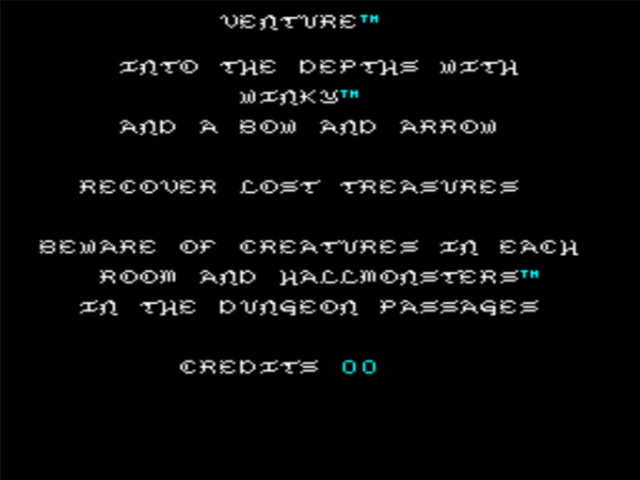 VENTURE™
INTO THE DEPTHS WITH
WINKY™
AND A BOW AND ARROW
RECOVER LOST TREASURES
BEWARE OF CREATURES IN EACH
ROOM AND HALLMONSTERS™
IN THE DUNGEON PASSAGES
CREDITS 00